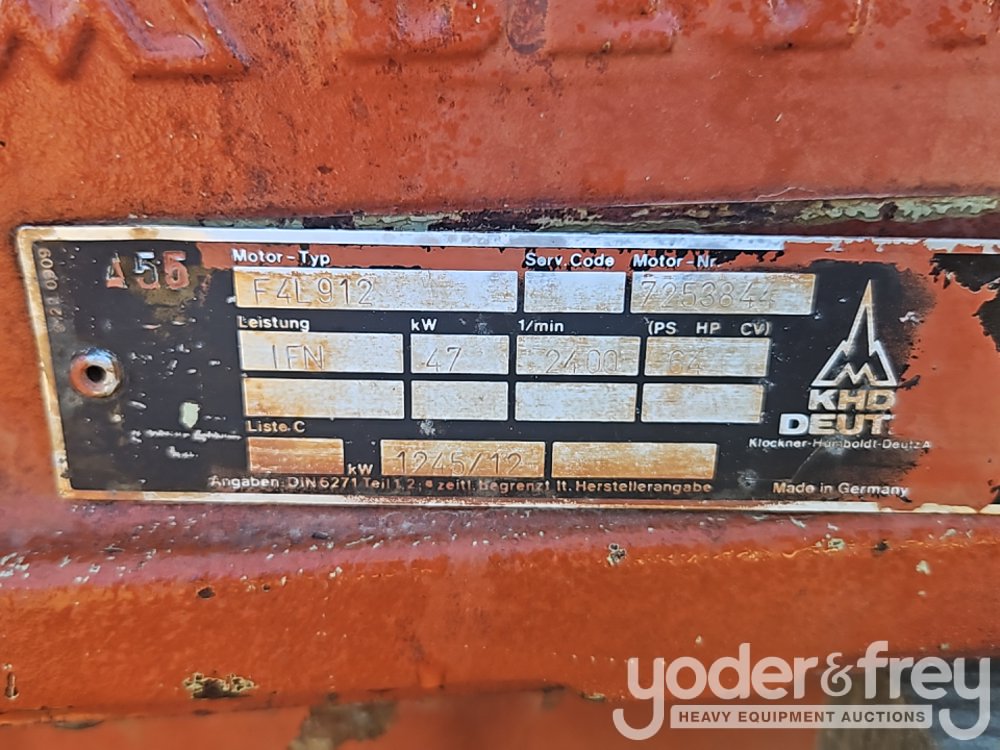 A55
Motor-Typ Serv.Code Motor-Nr.
F4L912 7253844
Leistung kW 1/min (PS HP CV)
IFN 47 2400 64
Liste C
kW 1245/12
Angaben: DIN 6271 Teil 1,2; * zeitl. begrenzt lt. Herstellerangabe
KHD
DEUT
Klöckner-Humboldt-Deutz A
Made in Germany
yoder&frey
HEAVY EQUIPMENT AUCTIONS